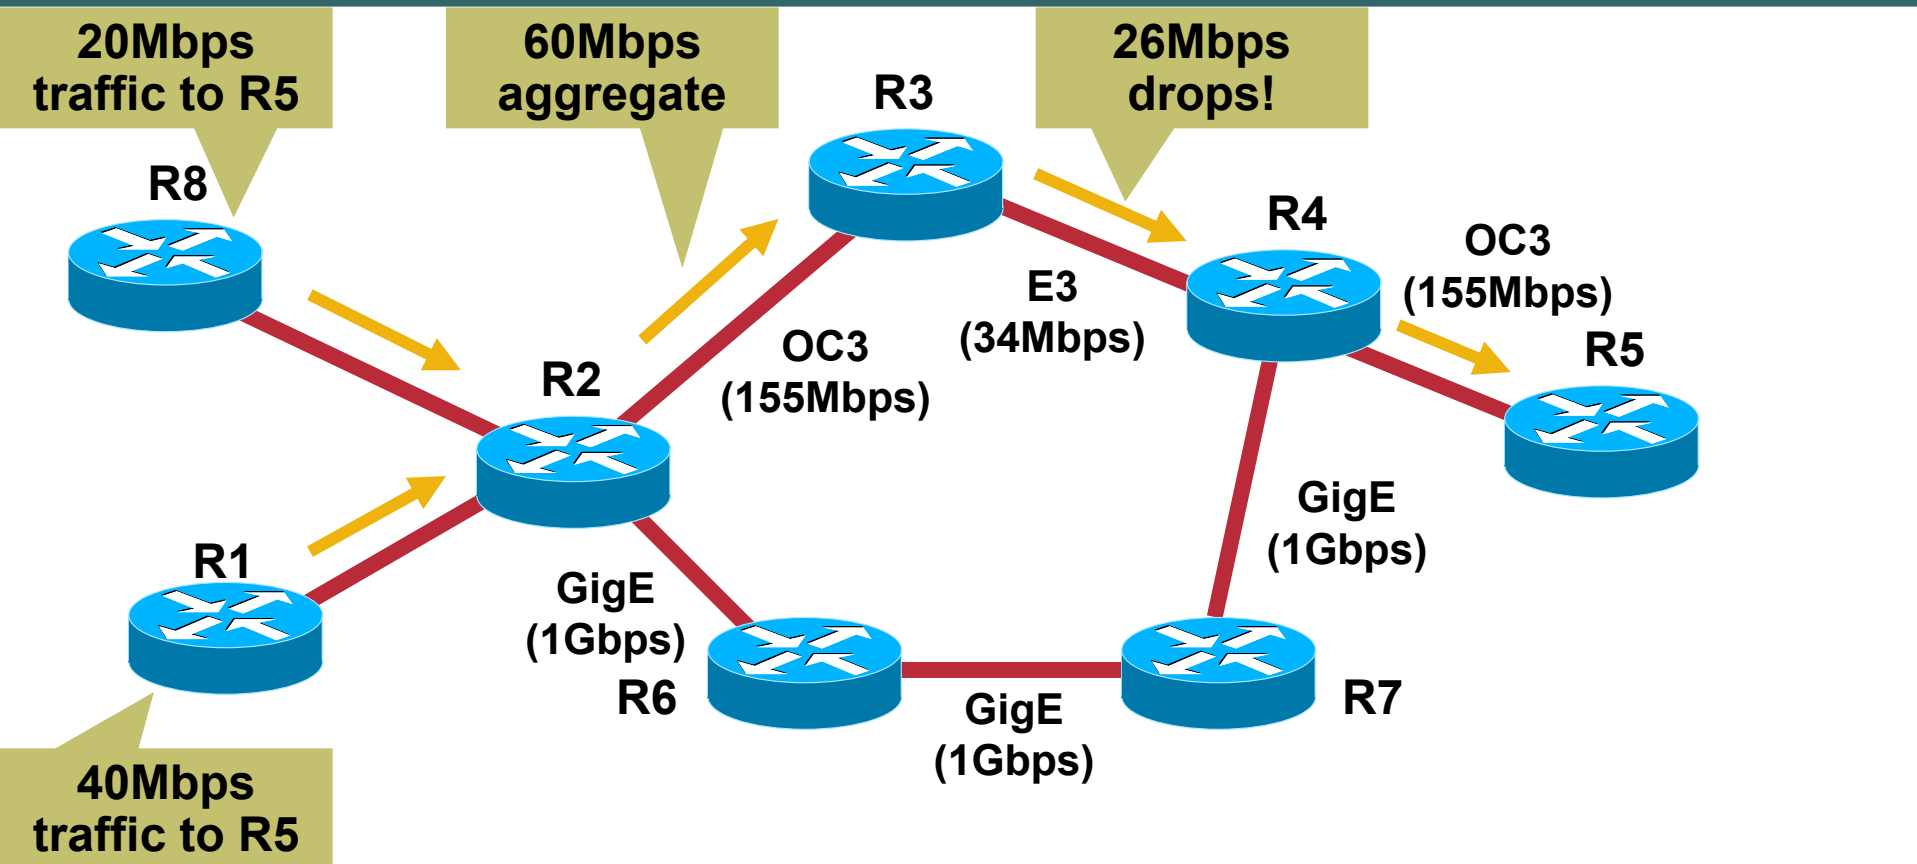 20Mbps
traffic to R5
60Mbps
aggregate
26Mbps
drops!
R3
R8
R4
OC3
(155Mbps)
E3
(34Mbps)
OC3
(155Mbps)
R5
R2
GigE
(1Gbps)
R1
GigE
(1Gbps)
R6
GigE
(1Gbps)
R7
40Mbps
traffic to R5